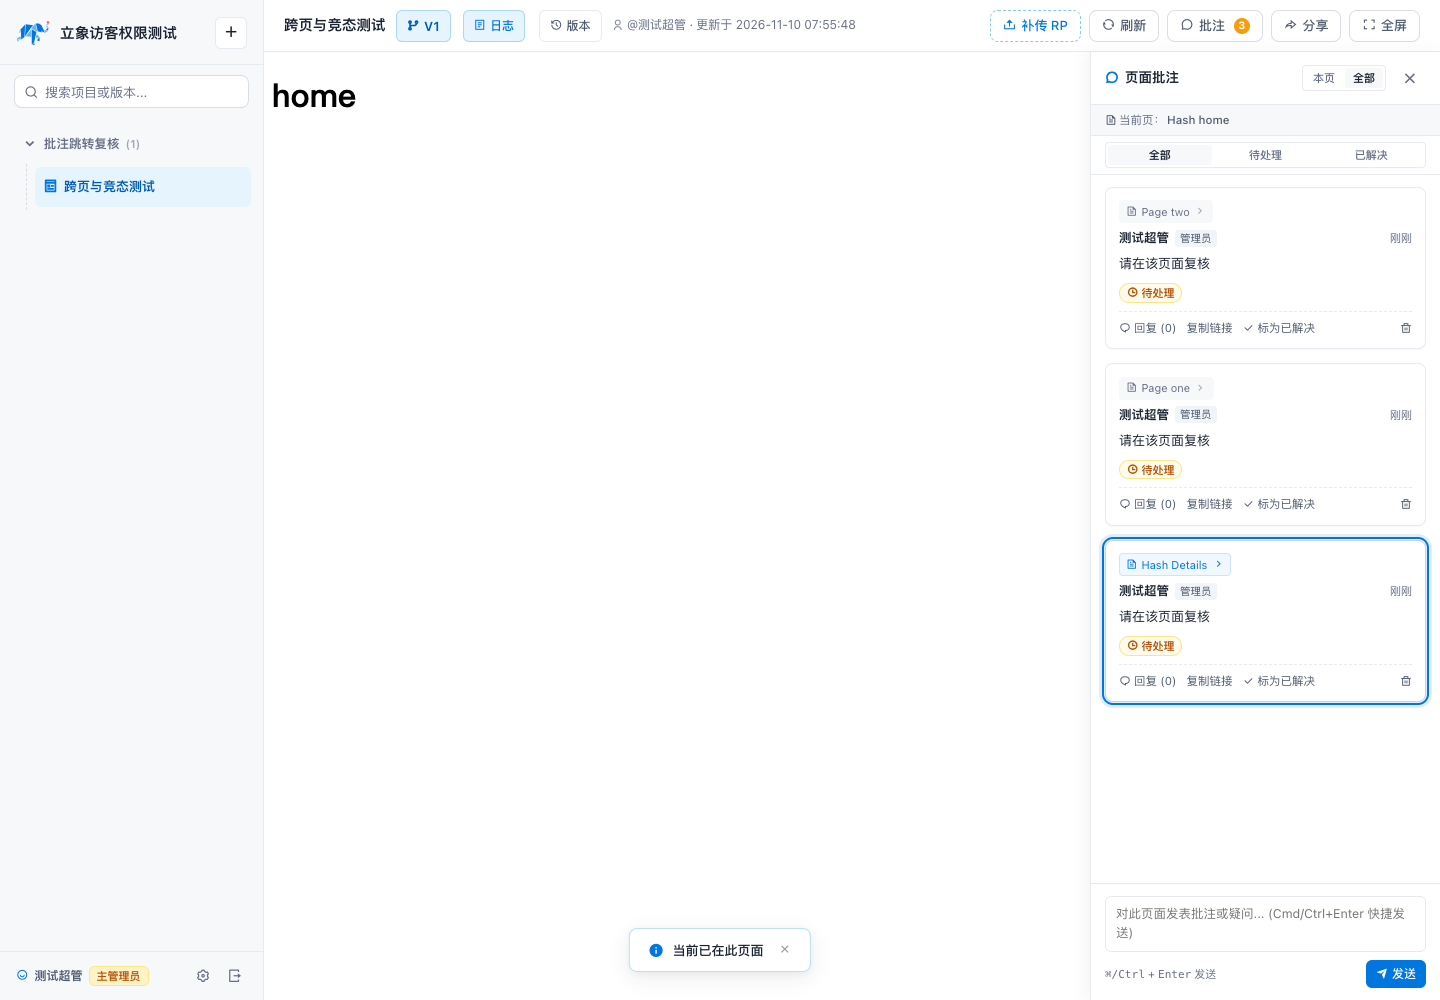 立象访客权限测试
搜索项目或版本...
批注跳转复核 (1)
跨页与竞态测试
测试超管 主管理员
跨页与竞态测试 V1 日志 版本 @测试超管 · 更新于 2026-11-10 07:55:48 补传 RP 刷新 批注 3 分享 全屏
home
当前已在此页面
页面批注 本页 全部
当前页: Hash home
全部 待处理 已解决
Page two
测试超管 管理员 刚刚
请在该页面复核
待处理
回复 (0) 复制链接 标为已解决
Page one
测试超管 管理员 刚刚
请在该页面复核
待处理
回复 (0) 复制链接 标为已解决
Hash Details
测试超管 管理员 刚刚
请在该页面复核
待处理
回复 (0) 复制链接 标为已解决
对此页面发表批注或疑问... (Cmd/Ctrl+Enter 快捷发
送)
⌘/Ctrl + Enter 发送 发送